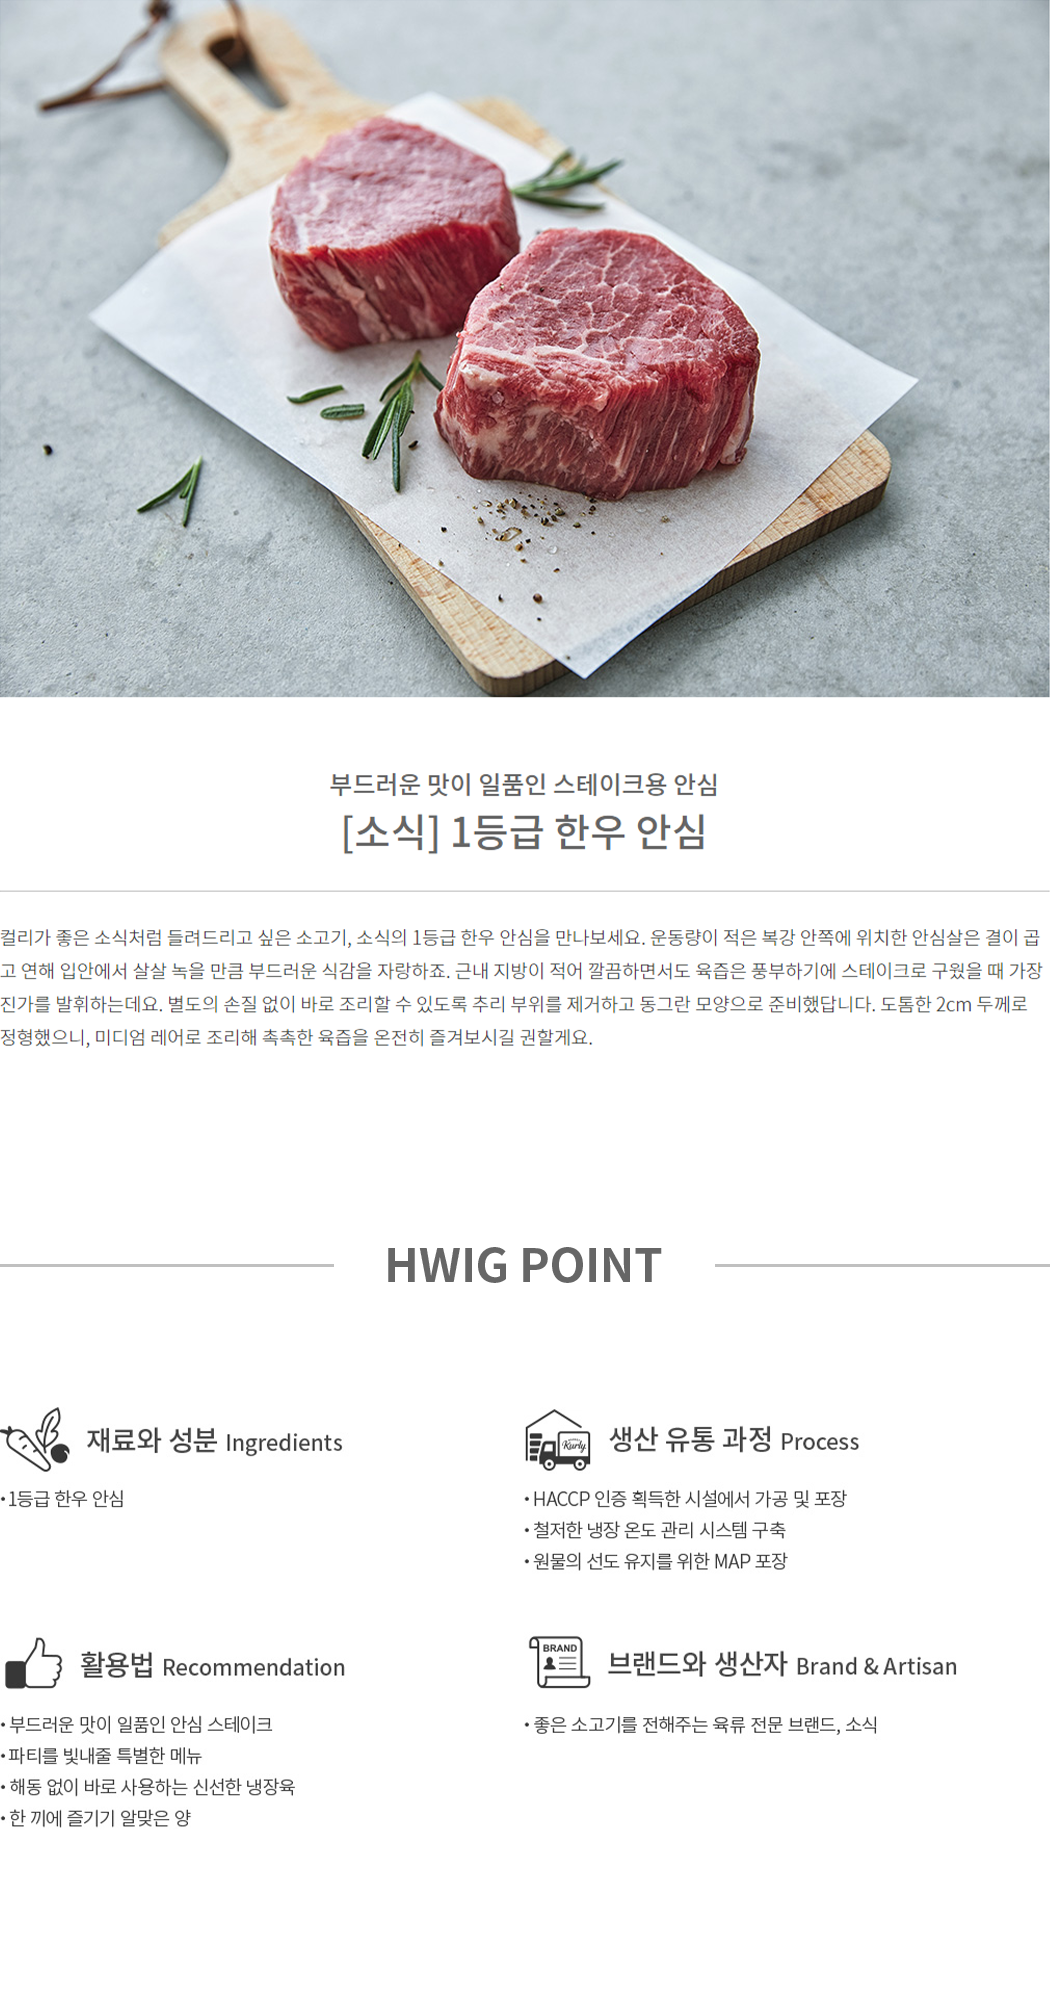 부드러운 맛이 일품인 스테이크용 안심
[소식] 1등급 한우 안심
컬리가 좋은 소식처럼 들려드리고 싶은 소고기, 소식의 1등급 한우 안심을 만나보세요. 운동량이 적은 복강 안쪽에 위치한 안심살은 결이 곱
고 연해 입안에서 살살 녹을 만큼 부드러운 식감을 자랑하죠. 근내 지방이 적어 깔끔하면서도 육즙은 풍부하기에 스테이크로 구웠을 때 가장
진가를 발휘하는데요. 별도의 손질 없이 바로 조리할 수 있도록 추리 부위를 제거하고 동그란 모양으로 준비했답니다. 도톰한 2cm 두께로
정형했으니, 미디엄 레어로 조리해 촉촉한 육즙을 온전히 즐겨보시길 권할게요.
HWIG POINT
재료와 성분 Ingredients
• 1등급 한우 안심
Kurly
생산 유통 과정 Process
• HACCP 인증 획득한 시설에서 가공 및 포장
• 철저한 냉장 온도 관리 시스템 구축
• 원물의 선도 유지를 위한 MAP 포장
활용법 Recommendation
• 부드러운 맛이 일품인 안심 스테이크
• 파티를 빛내줄 특별한 메뉴
• 해동 없이 바로 사용하는 신선한 냉장육
• 한 끼에 즐기기 알맞은 양
BRAND
브랜드와 생산자 Brand & Artisan
• 좋은 소고기를 전해주는 육류 전문 브랜드, 소식